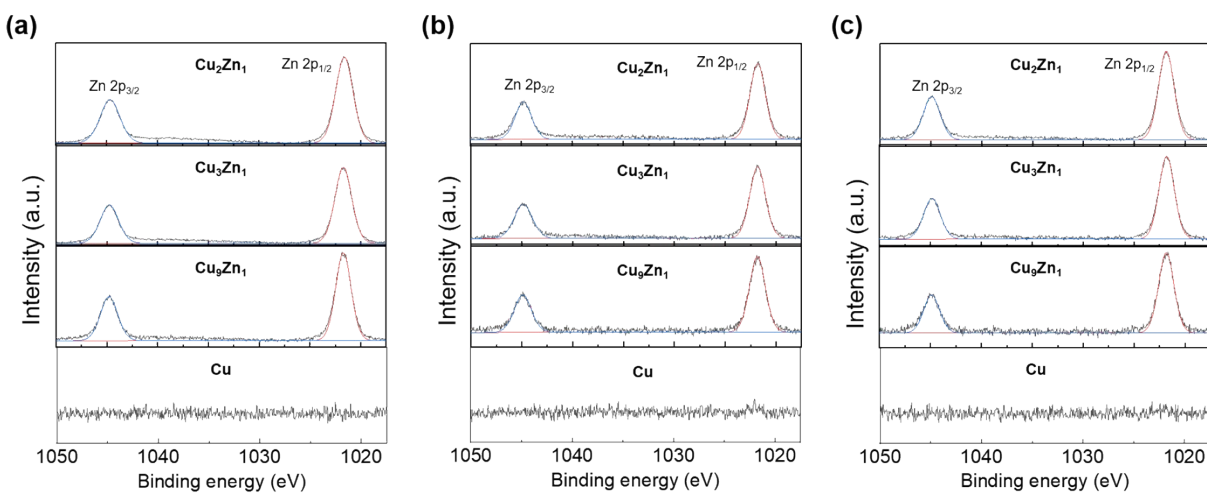 (a)
Intensity (a.u.)
Cu₂Zn₁
Zn 2p₃/₂
Zn 2p₁/₂
Cu₃Zn₁
Cu₉Zn₁
Cu
1050 1040 1030 1020
Binding energy (eV)
(b)
Intensity (a.u.)
Cu₂Zn₁
Zn 2p₃/₂
Zn 2p₁/₂
Cu₃Zn₁
Cu₉Zn₁
Cu
1050 1040 1030 1020
Binding energy (eV)
(c)
Intensity (a.u.)
Cu₂Zn₁
Zn 2p₃/₂
Zn 2p₁/₂
Cu₃Zn₁
Cu₉Zn₁
Cu
1050 1040 1030 1020
Binding energy (eV)